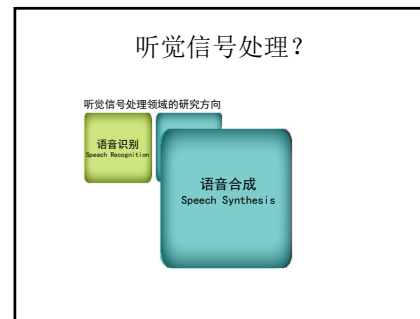 听觉信号处理?
听觉信号处理领域的研究方向
语音识别
Speech Recognition
语音合成
Speech Synthesis